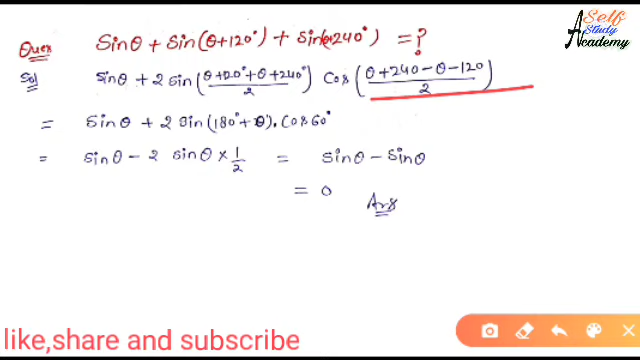 Self
Study
Academy
Ques Sinθ + Sin(θ+120°) + Sin(θ+240°) = ?
Sol Sinθ + 2 Sin(θ+120°+θ+240°/2) Cos(θ+240-θ-120/2)
= Sinθ + 2 Sin(180°+θ). Cos60°
= Sinθ - 2 Sinθ × 1/2 = Sinθ - Sinθ
= 0 Ans
like,share and subscribe